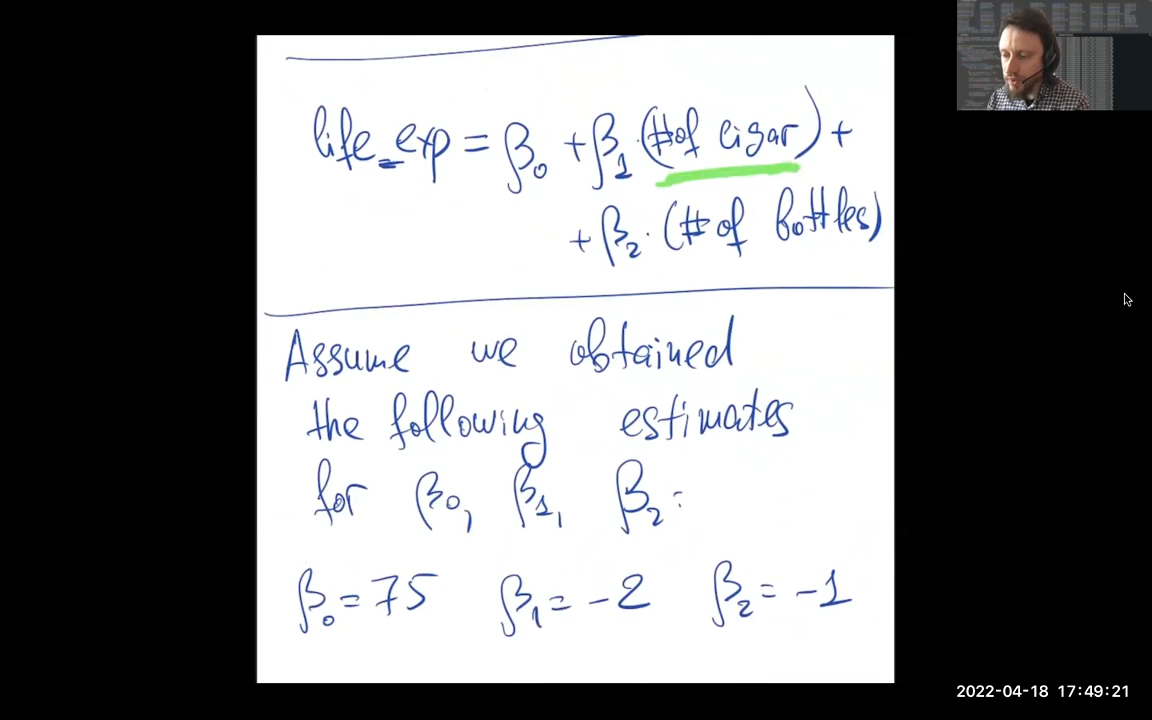 life_exp = β₀ + β₁·(# of cigar) +
+ β₂·(# of bottles)
Assume we obtained
the following estimates
for β₀, β₁, β₂:
β₀ = 75 β₁ = -2 β₂ = -1
2022-04-18 17:49:21